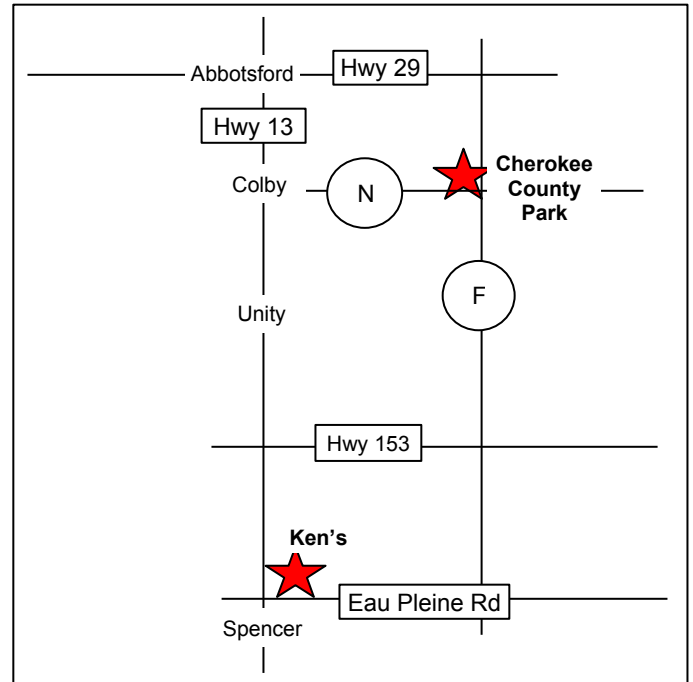 Abbotsford
Hwy 29
Hwy 13
Colby
N
Cherokee
County
Park
Unity
F
Hwy 153
Ken's
Eau Pleine Rd
Spencer